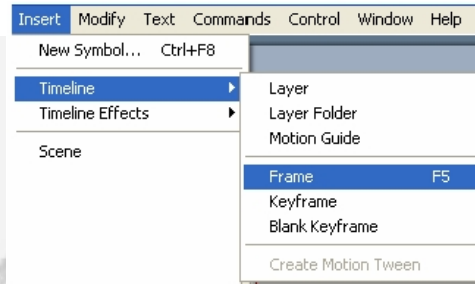 Insert Modify Text Commands Control Window Help
New Symbol... Ctrl+F8
Timeline
Timeline Effects
Scene
Layer
Layer Folder
Motion Guide
Frame F5
Keyframe
Blank Keyframe
Create Motion Tween